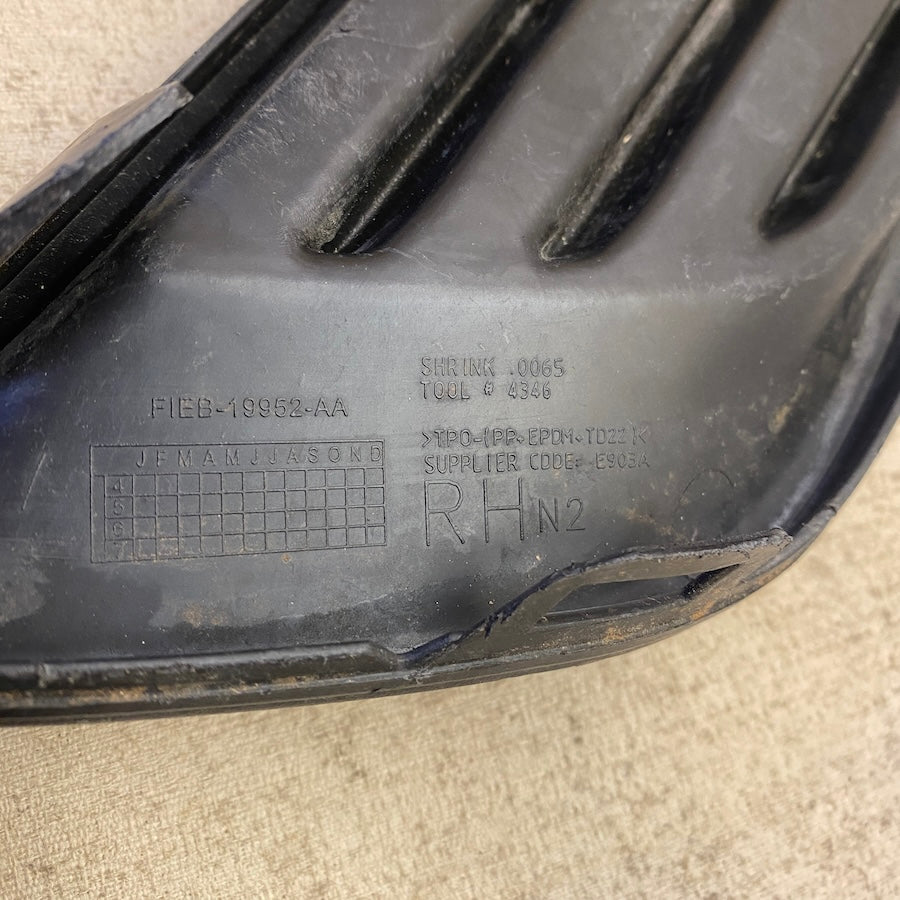 F1EB-19952-AA
SHRINK .0065
TOOL # 4346
>TPO-(PP+EPDM+TD22)<
SUPPLIER CODE: E903A
RH N2
J F M A M J J A S O N D
4
5
6
7